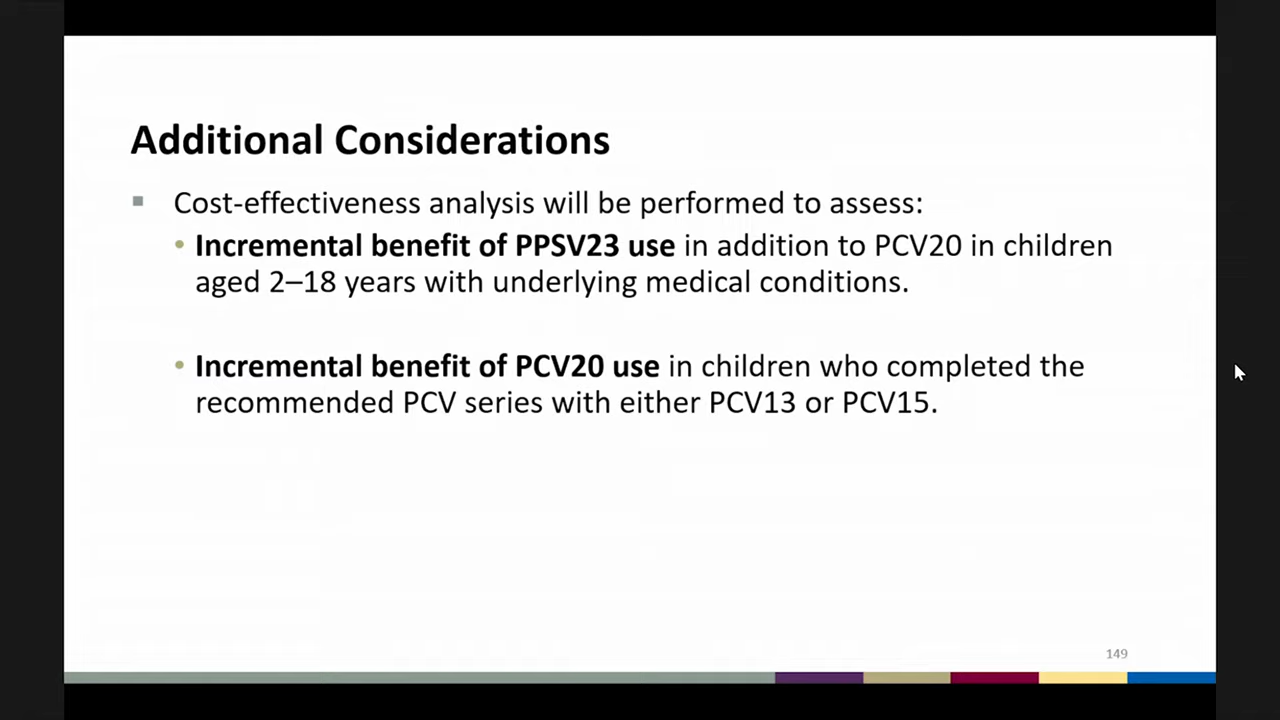 Additional Considerations
Cost-effectiveness analysis will be performed to assess:
Incremental benefit of PPSV23 use in addition to PCV20 in children
aged 2–18 years with underlying medical conditions.
Incremental benefit of PCV20 use in children who completed the
recommended PCV series with either PCV13 or PCV15.
149